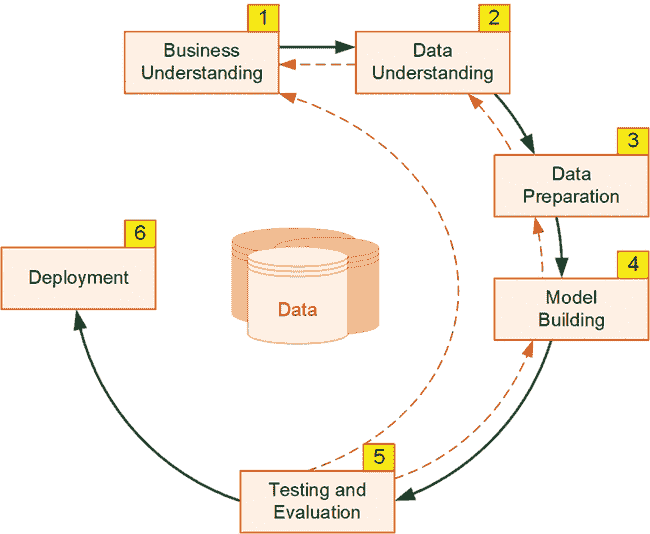 1
Business
Understanding
2
Data
Understanding
3
Data
Preparation
4
Model
Building
5
Testing and
Evaluation
6
Deployment
Data